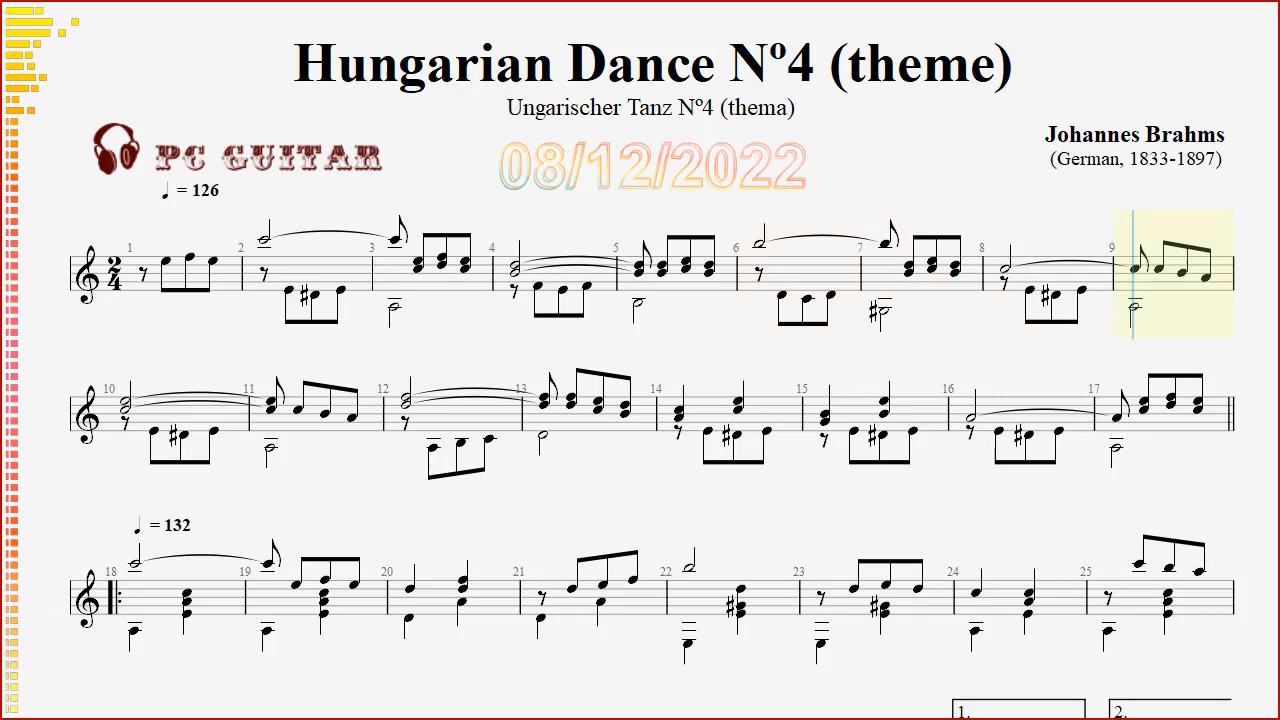 Hungarian Dance Nº4 (theme)
Ungarischer Tanz Nº4 (thema)
Johannes Brahms
(German, 1833-1897)
PC GUITAR
08/12/2022
= 126
1 2 3 4 5 6 7 8 9
2
4
10 11 12 13 14 15 16 17
= 132
18 19 20 21 22 23 24 25
1. 2.